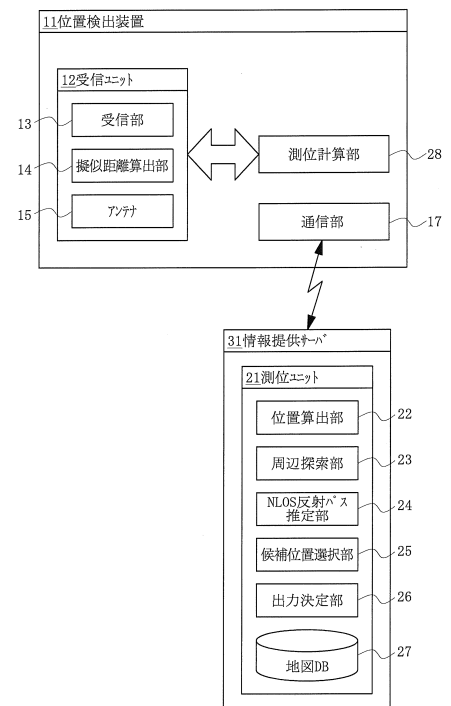 11位置検出装置
12受信ユニット
13
受信部
14
擬似距離算出部
15
アンテナ
測位計算部
28
通信部
17
31情報提供サーバ
21測位ユニット
位置算出部
22
周辺探索部
23
NLOS反射パス
推定部
24
候補位置選択部
25
出力決定部
26
地図DB
27